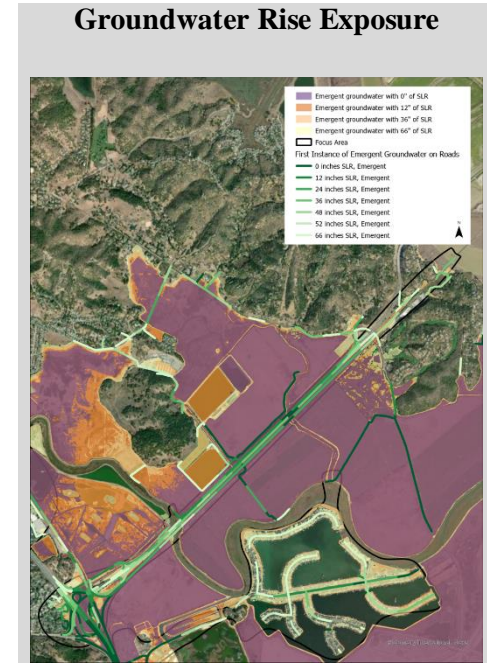 Groundwater Rise Exposure
Emergent groundwater with 0" of SLR
Emergent groundwater with 12" of SLR
Emergent groundwater with 36" of SLR
Emergent groundwater with 66" of SLR
Focus Area
First Instance of Emergent Groundwater on Roads
0 inches SLR, Emergent
12 inches SLR, Emergent
24 inches SLR, Emergent
36 inches SLR, Emergent
48 inches SLR, Emergent
52 inches SLR, Emergent
66 inches SLR, Emergent